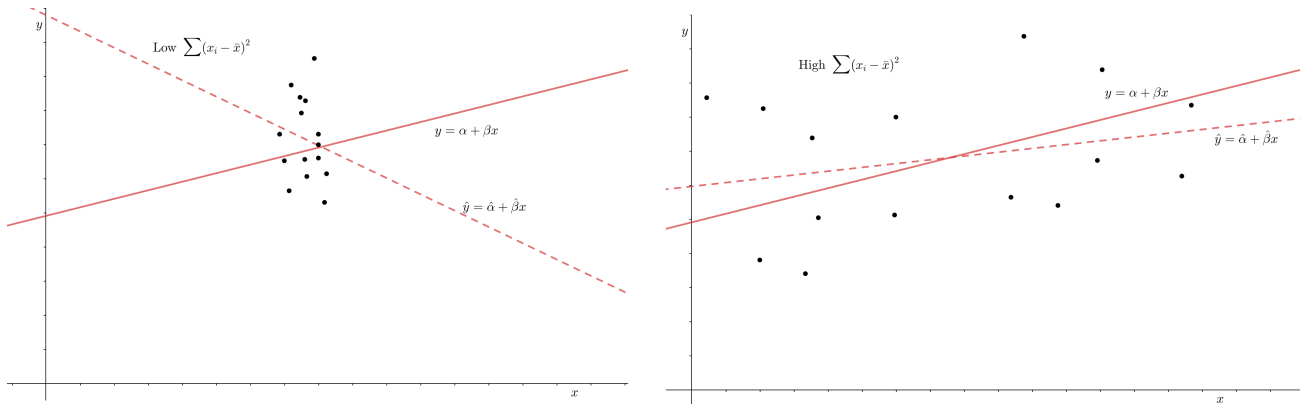 y
Low ∑(xᵢ − x̄)²
y = α + βx
ŷ = α̂ + β̂x
x
y
High ∑(xᵢ − x̄)²
y = α + βx
ŷ = α̂ + β̂x
x